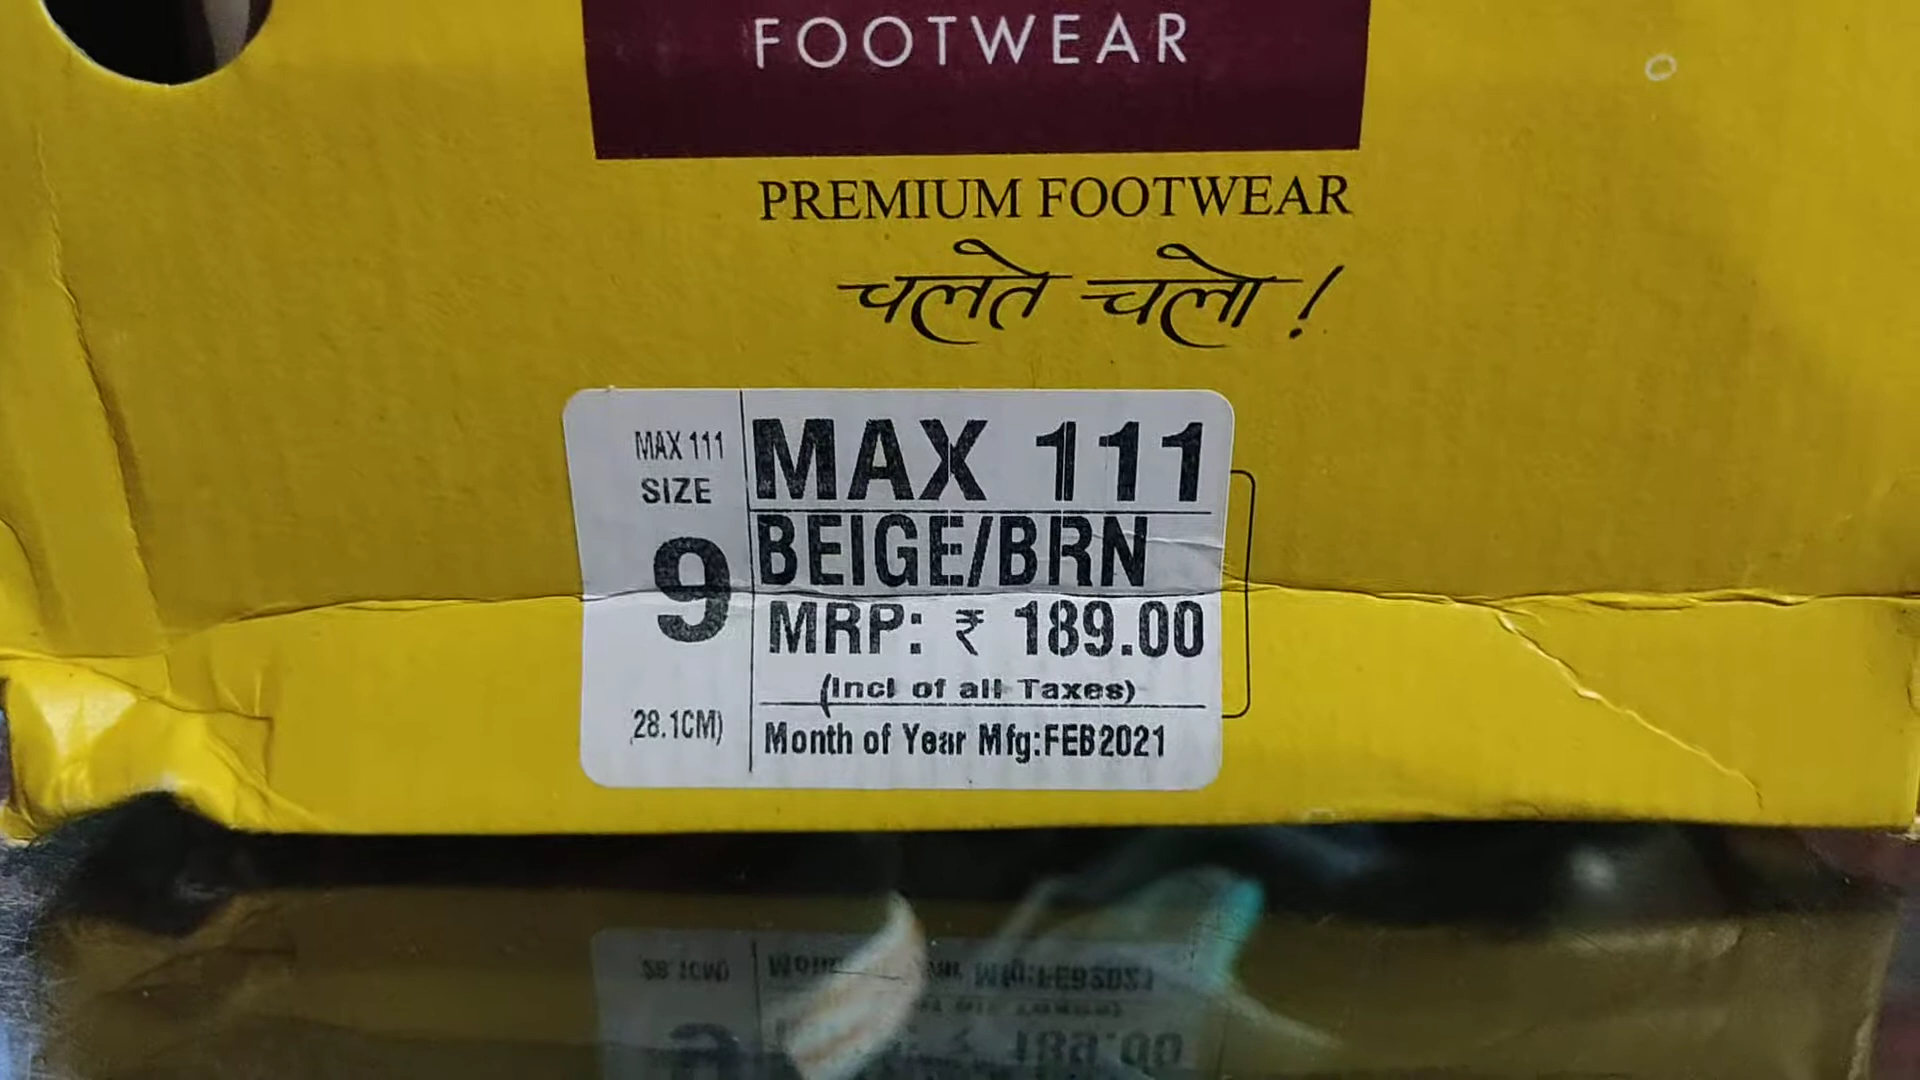 FOOTWEAR
PREMIUM FOOTWEAR
चलते चलो !
MAX 111
SIZE
9
28.1CM)
MAX 111
BEIGE/BRN
MRP: ₹ 189.00
(Incl of all Taxes)
Month of Year Mfg:FEB2021